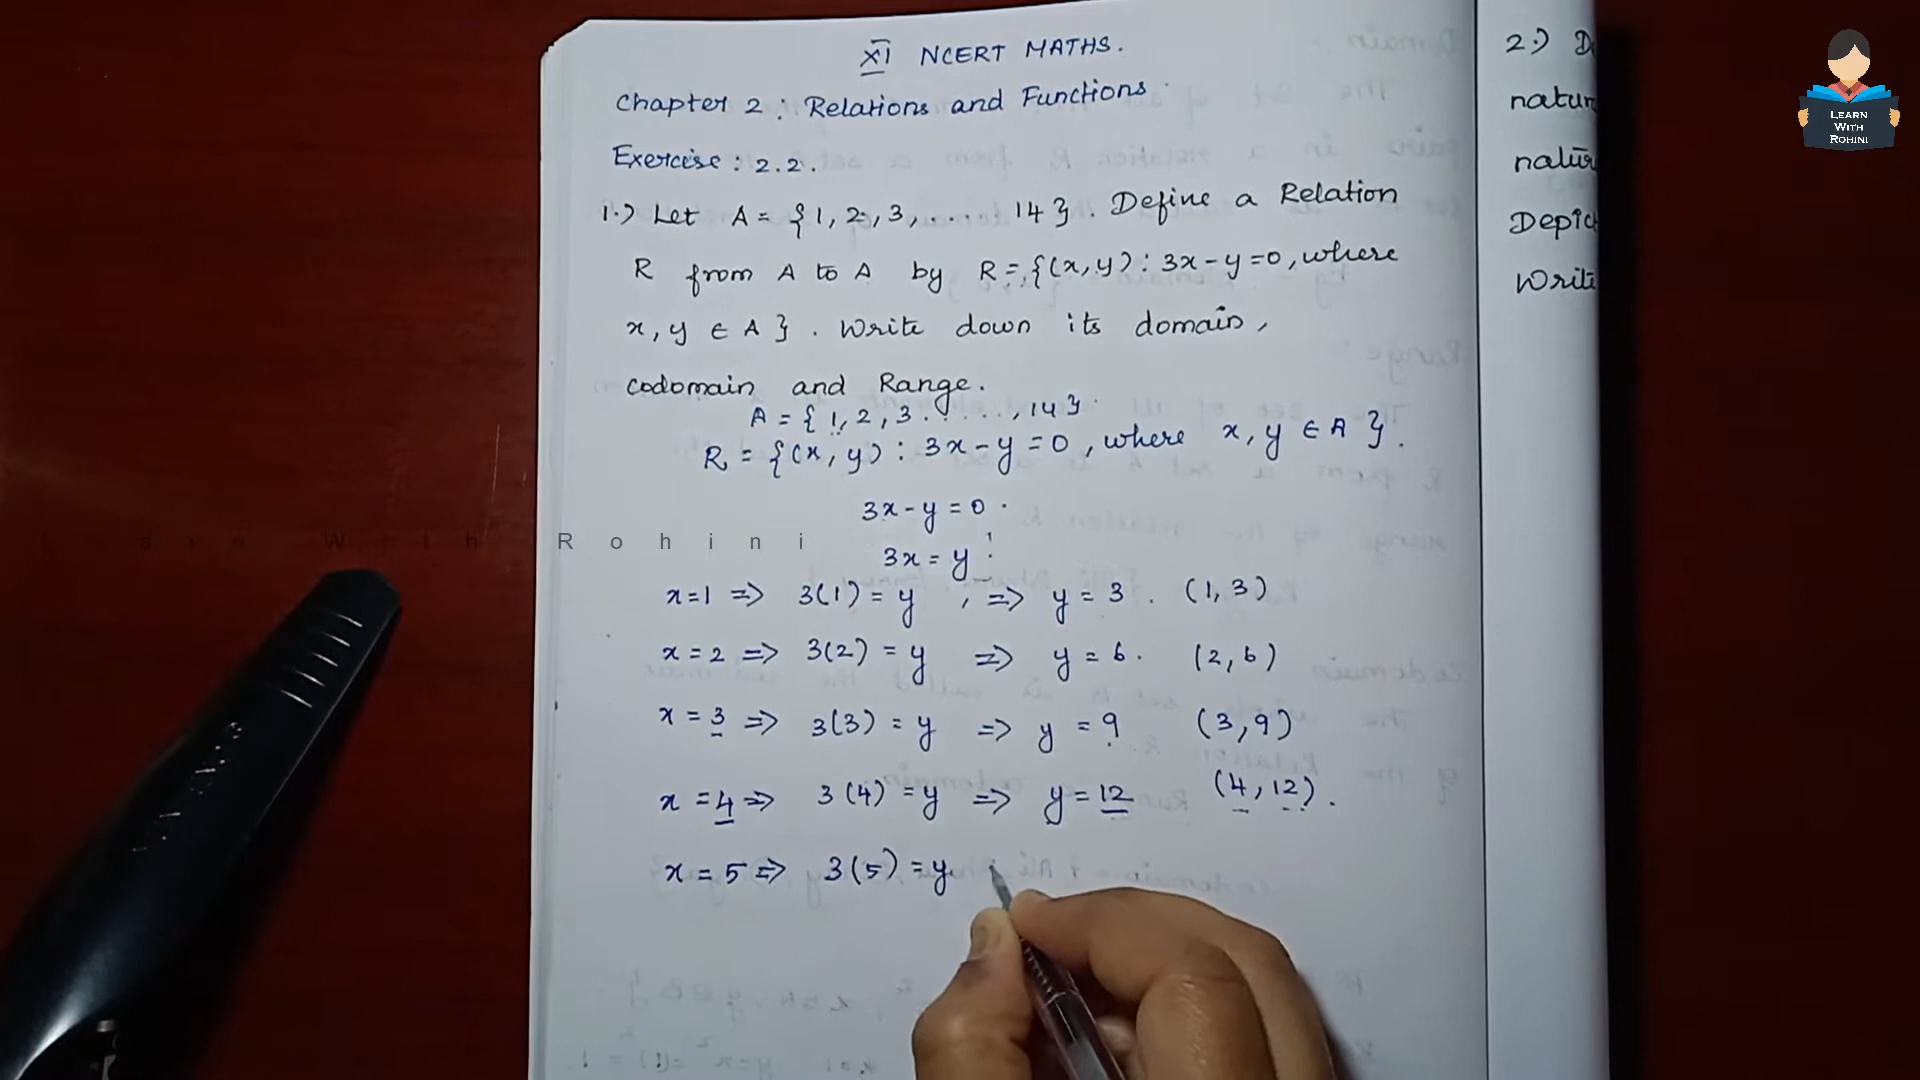 XI NCERT MATHS.
Chapter 2 : Relations and Functions
Exercise : 2.2.
1.) Let A = {1, 2, 3, .... 14}. Define a Relation
R from A to A by R = {(x, y) : 3x - y = 0, where
x, y ∈ A}. Write down its domain,
codomain and Range.
A = {1, 2, 3 ....., 14}.
R = {(x, y) : 3x - y = 0, where x, y ∈ A}.
3x - y = 0.
3x = y
x = 1 => 3(1) = y , => y = 3. (1, 3)
x = 2 => 3(2) = y => y = 6. (2, 6)
x = 3 => 3(3) = y => y = 9 (3, 9)
x = 4 => 3(4) = y => y = 12 (4, 12).
x = 5 => 3(5) = y
2.)
Depic
Write
LEARN
WITH
ROHINI
Rohini